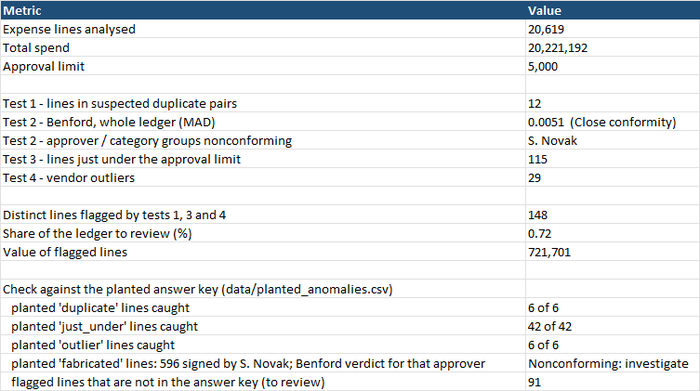 Metric Value
Expense lines analysed 20,619
Total spend 20,221,192
Approval limit 5,000
Test 1 - lines in suspected duplicate pairs 12
Test 2 - Benford, whole ledger (MAD) 0.0051 (Close conformity)
Test 2 - approver / category groups nonconforming S. Novak
Test 3 - lines just under the approval limit 115
Test 4 - vendor outliers 29
Distinct lines flagged by tests 1, 3 and 4 148
Share of the ledger to review (%) 0.72
Value of flagged lines 721,701
Check against the planted answer key (data/planted_anomalies.csv)
planted 'duplicate' lines caught 6 of 6
planted 'just_under' lines caught 42 of 42
planted 'outlier' lines caught 6 of 6
planted 'fabricated' lines: 596 signed by S. Novak; Benford verdict for that approver Nonconforming: investigate
flagged lines that are not in the answer key (to review) 91